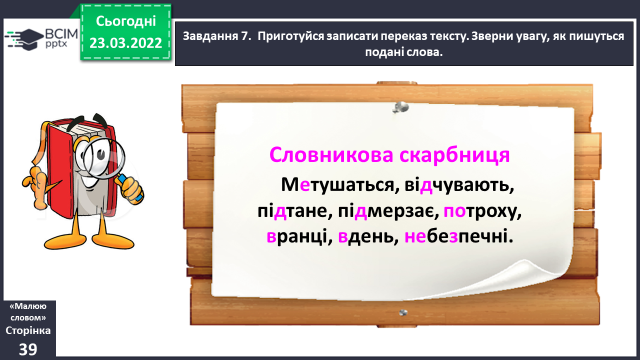 ВСІМ
pptx
Сьогодні
23.03.2022
Завдання 7. Приготуйся записати переказ тексту. Зверни увагу, як пишуться
подані слова.
Словникова скарбниця
Метушаться, відчувають,
підтане, підмерзає, потроху,
вранці, вдень, небезпечні.
«Малюю
словом»
Сторінка
39